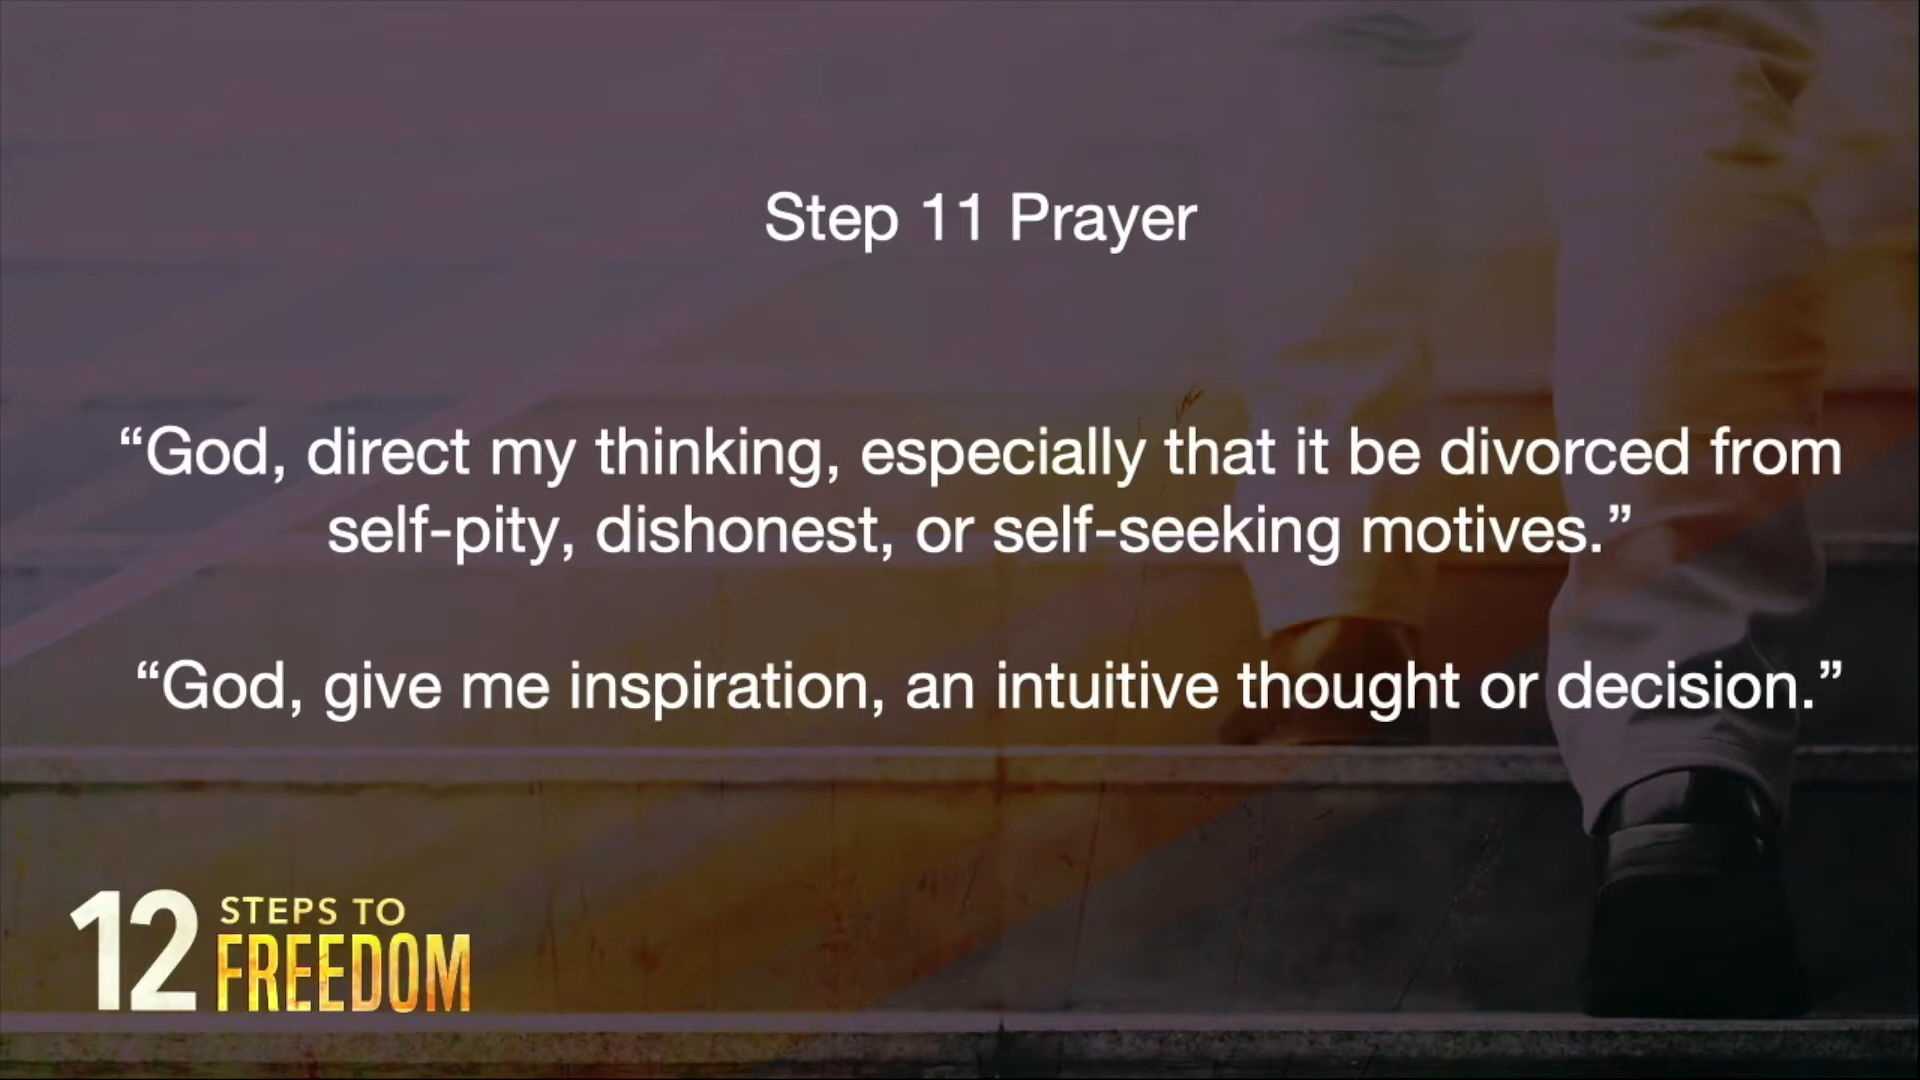 Step 11 Prayer
“God, direct my thinking, especially that it be divorced from
self-pity, dishonest, or self-seeking motives.”
“God, give me inspiration, an intuitive thought or decision.”
12 STEPS TO
FREEDOM